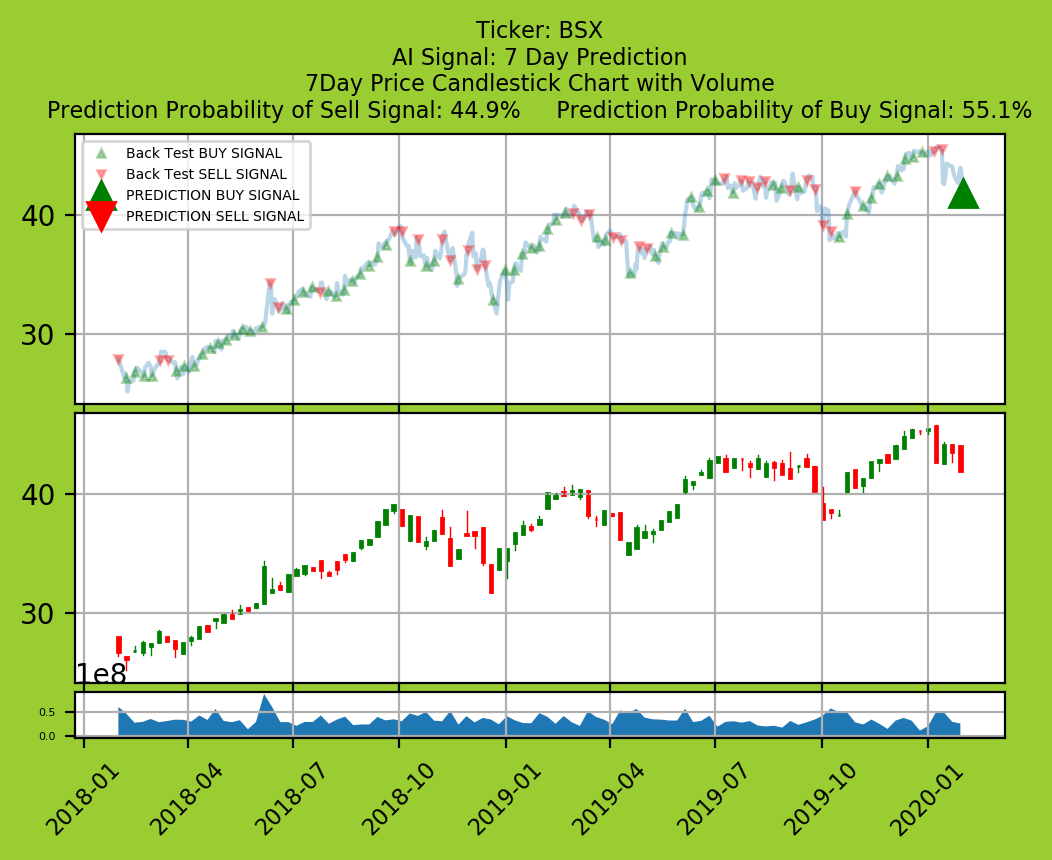 Ticker: BSX
AI Signal: 7 Day Prediction
7Day Price Candlestick Chart with Volume
Prediction Probability of Sell Signal: 44.9%      Prediction Probability of Buy Signal: 55.1%
Back Test BUY SIGNAL
Back Test SELL SIGNAL
PREDICTION BUY SIGNAL
PREDICTION SELL SIGNAL
40
30
40
30
1e8
0.5
0.0
2018-01 2018-04 2018-07 2018-10 2019-01 2019-04 2019-07 2019-10 2020-01